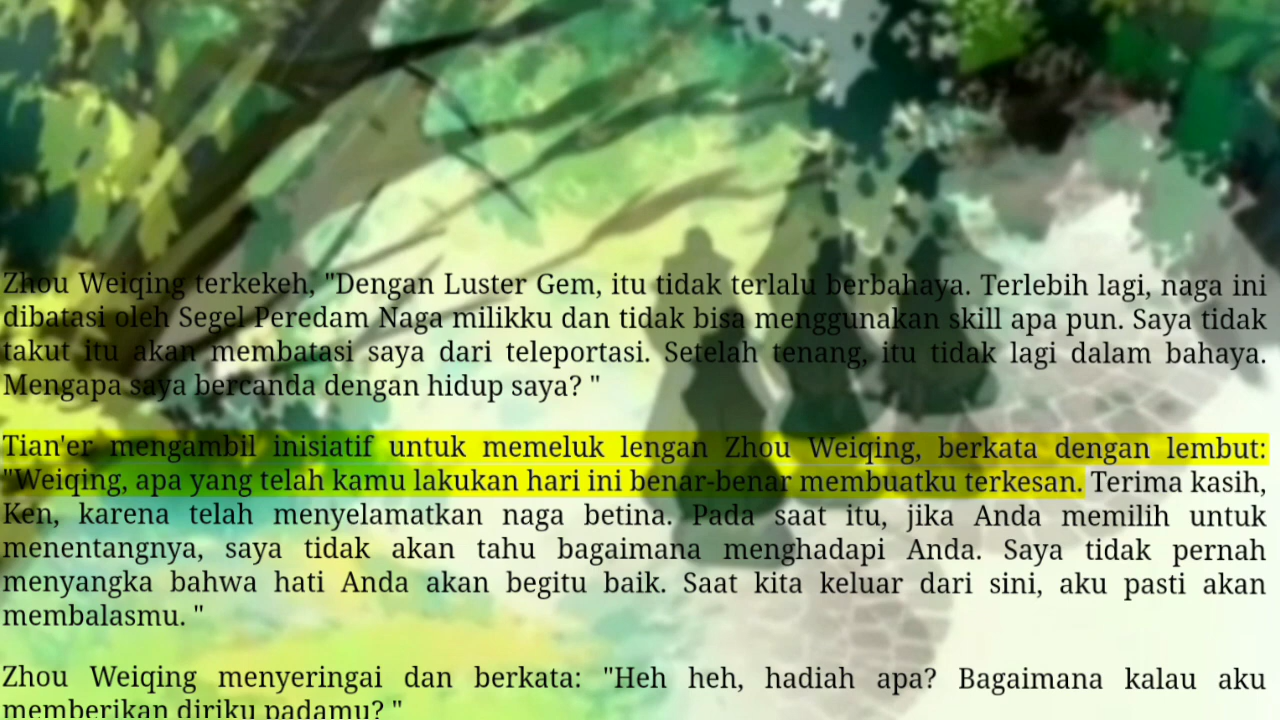 Zhou Weiqing terkekeh, "Dengan Luster Gem, itu tidak terlalu berbahaya. Terlebih lagi, naga ini
dibatasi oleh Segel Peredam Naga milikku dan tidak bisa menggunakan skill apa pun. Saya tidak
takut itu akan membatasi saya dari teleportasi. Setelah tenang, itu tidak lagi dalam bahaya.
Mengapa saya bercanda dengan hidup saya? "
Tian'er mengambil inisiatif untuk memeluk lengan Zhou Weiqing, berkata dengan lembut:
"Weiqing, apa yang telah kamu lakukan hari ini benar-benar membuatku terkesan. Terima kasih,
Ken, karena telah menyelamatkan naga betina. Pada saat itu, jika Anda memilih untuk
menentangnya, saya tidak akan tahu bagaimana menghadapi Anda. Saya tidak pernah
menyangka bahwa hati Anda akan begitu baik. Saat kita keluar dari sini, aku pasti akan
membalasmu. "
Zhou Weiqing menyeringai dan berkata: "Heh heh, hadiah apa? Bagaimana kalau aku
memberikan diriku padamu? "